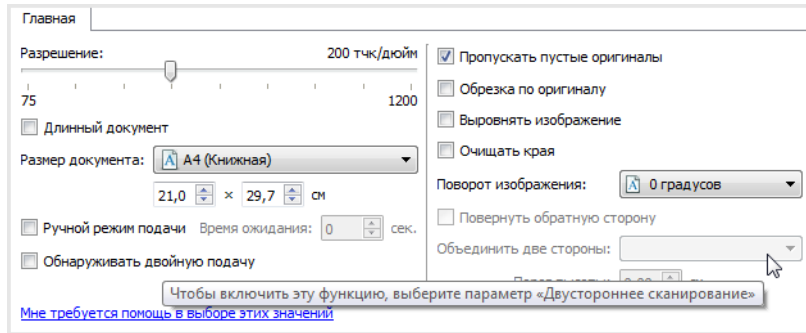 Главная
Разрешение: 200 тчк/дюйм
75 1200
Длинный документ
Размер документа: А4 (Книжная)
21,0 × 29,7 см
Ручной режим подачи Время ожидания: 0 сек.
Обнаруживать двойную подачу
Мне требуется помощь в выборе этих значений
Пропускать пустые оригиналы
Обрезка по оригиналу
Выровнять изображение
Очищать края
Поворот изображения: 0 градусов
Повернуть обратную сторону
Объединить две стороны:
Чтобы включить эту функцию, выберите параметр «Двустороннее сканирование»